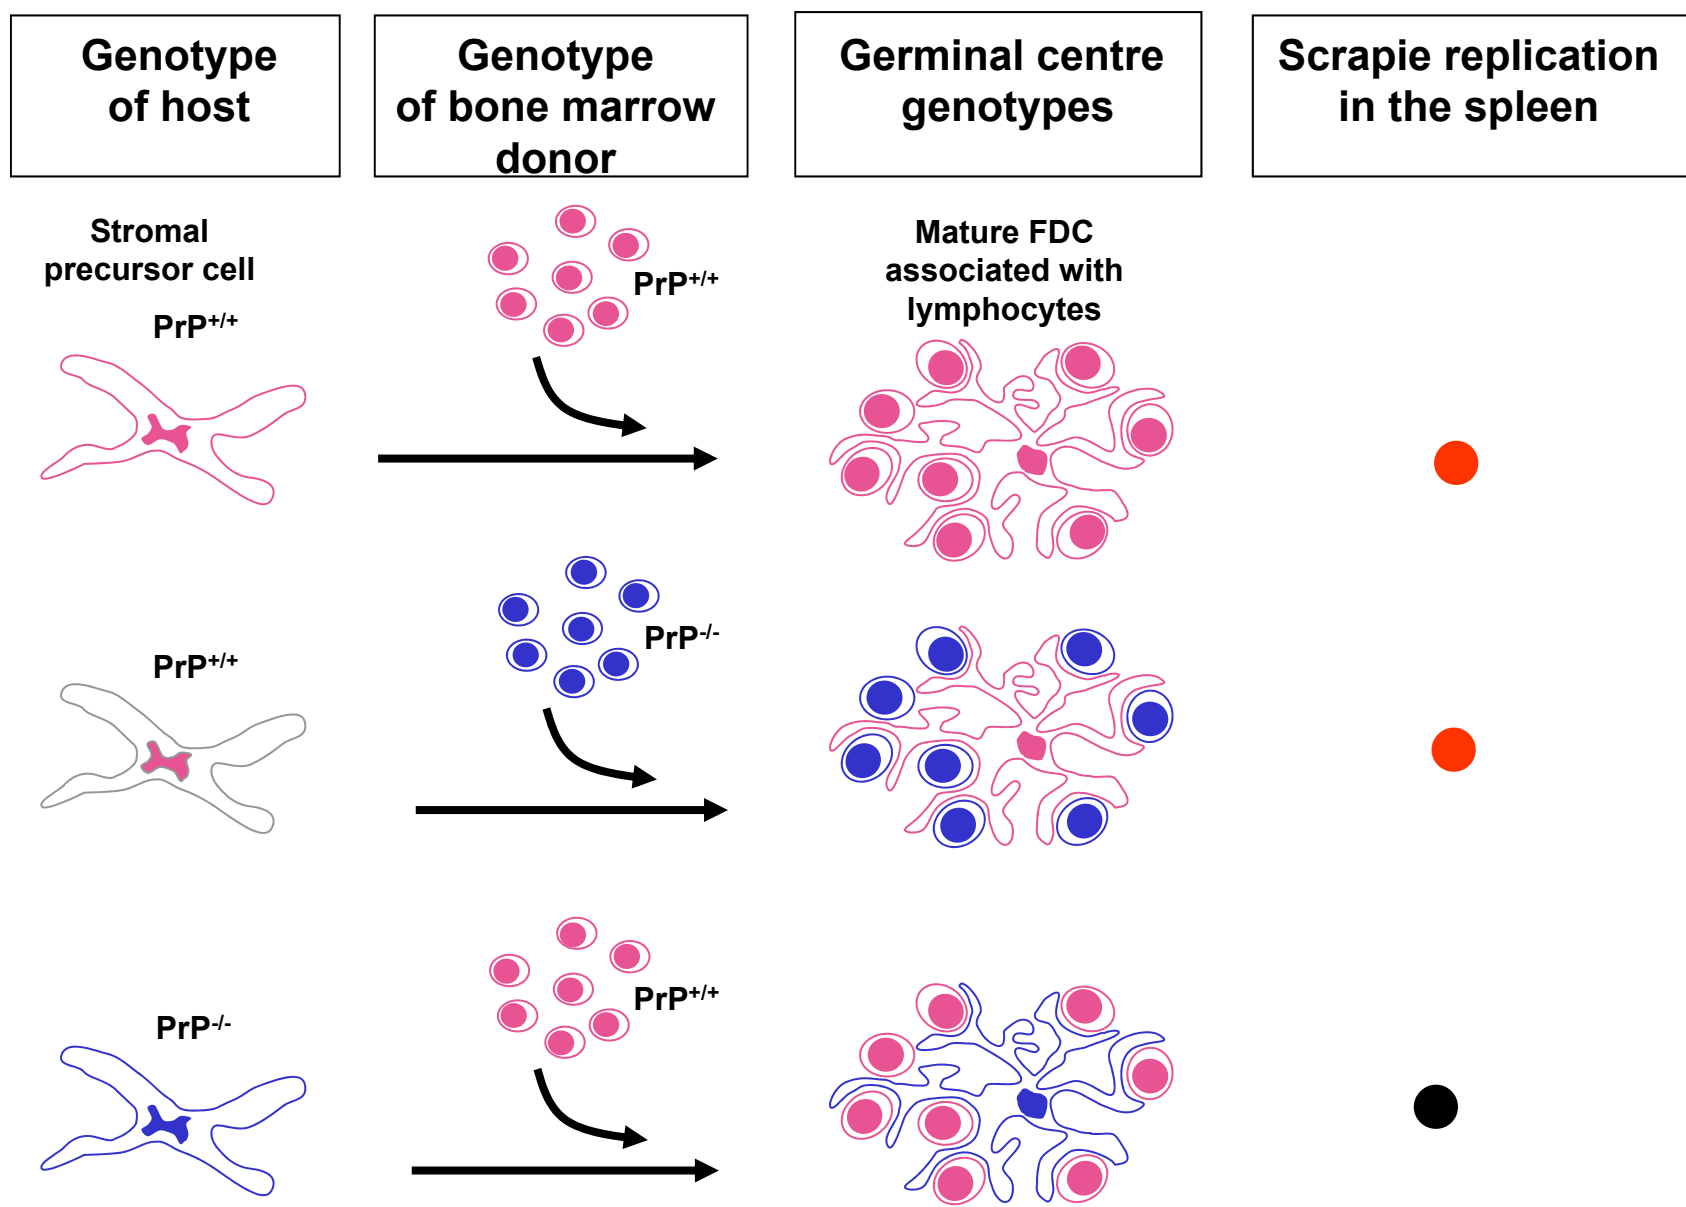 Genotype
of host
Genotype
of bone marrow
donor
Germinal centre
genotypes
Scrapie replication
in the spleen
Stromal
precursor cell
PrP+/+
PrP+/+
Mature FDC
associated with
lymphocytes
PrP+/+
PrP-/-
PrP-/-
PrP+/+